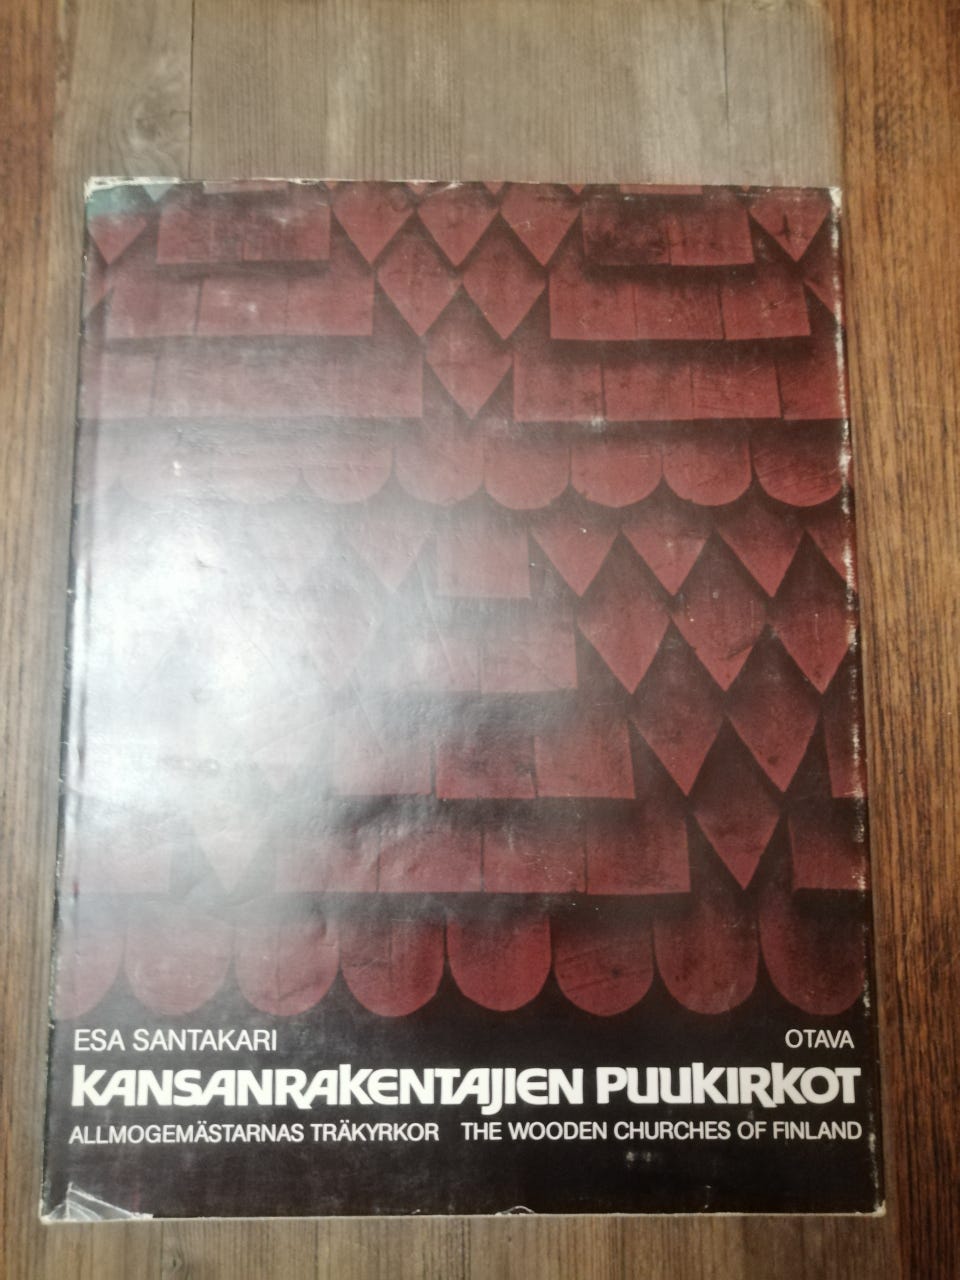 ESA SANTAKARI OTAVA
KANSANRAKENTAJIEN PUUKIRKOT
ALLMOGEMÄSTARNAS TRÄKYRKOR THE WOODEN CHURCHES OF FINLAND